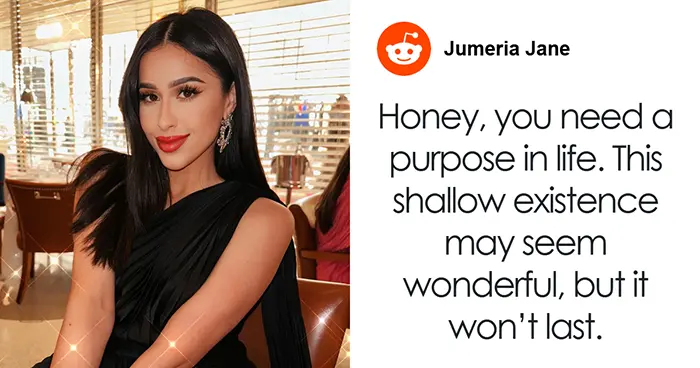 Jumeria Jane
Honey, you need a
purpose in life. This
shallow existence
may seem
wonderful, but it
won’t last.